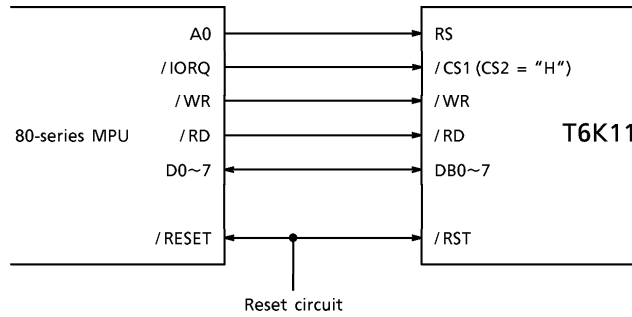 A0 RS
/IORQ /CS1 (CS2 = “H”)
/WR /WR
80-series MPU /RD /RD T6K11
D0~7 DB0~7
/RESET /RST
Reset circuit